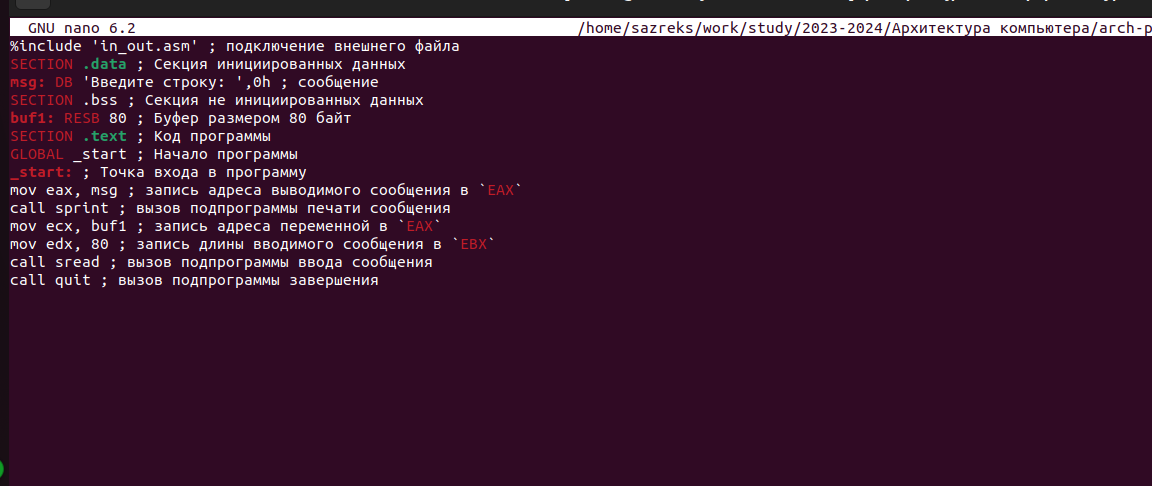 GNU nano 6.2 /home/sazreks/work/study/2023-2024/Архитектура компьютера/arch-p
%include 'in_out.asm' ; подключение внешнего файла
SECTION .data ; Секция инициированных данных
msg: DB 'Введите строку: ',0h ; сообщение
SECTION .bss ; Секция не инициированных данных
buf1: RESB 80 ; Буфер размером 80 байт
SECTION .text ; Код программы
GLOBAL _start ; Начало программы
_start: ; Точка входа в программу
mov eax, msg ; запись адреса выводимого сообщения в `EAX`
call sprint ; вызов подпрограммы печати сообщения
mov ecx, buf1 ; запись адреса переменной в `EAX`
mov edx, 80 ; запись длины вводимого сообщения в `EBX`
call sread ; вызов подпрограммы ввода сообщения
call quit ; вызов подпрограммы завершения